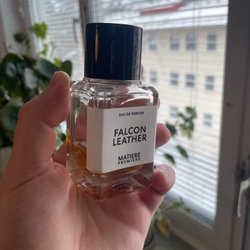 EAU DE PARFUM
FALCON
LEATHER
MATIERE
PREMIERE